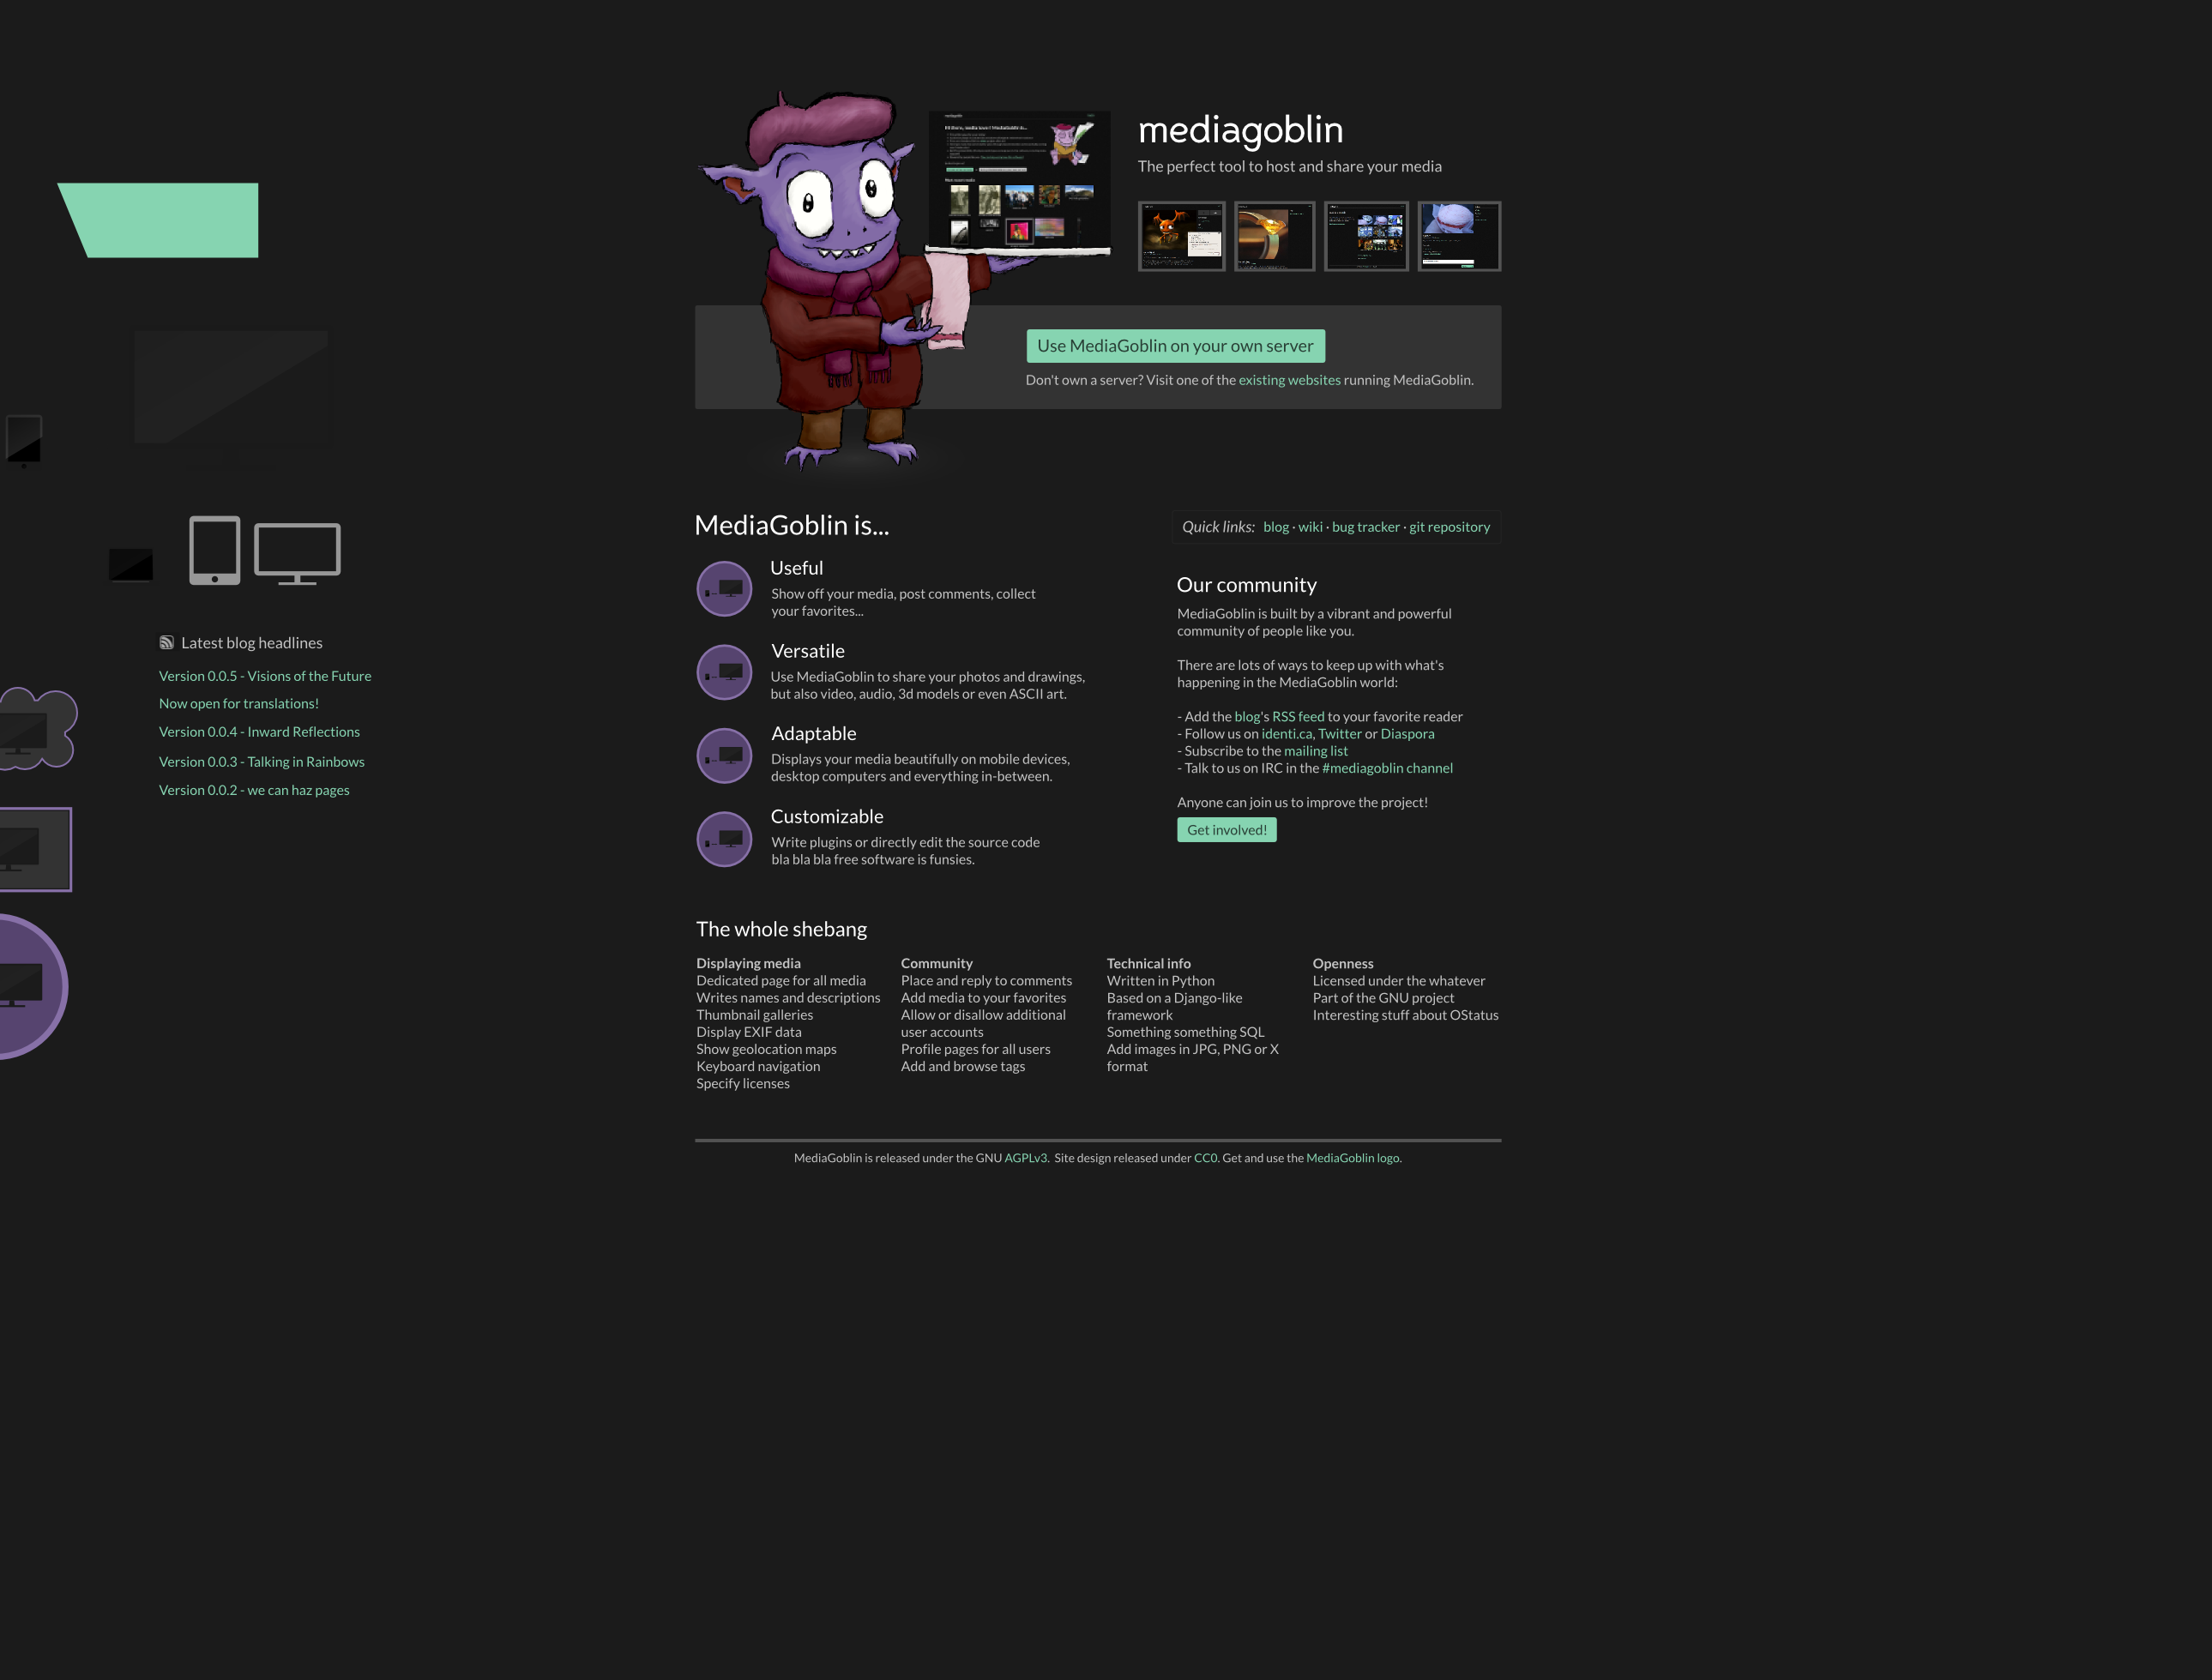 mediagoblin
The perfect tool to host and share your media
Use MediaGoblin on your own server
Don't own a server? Visit one of the existing websites running MediaGoblin.
MediaGoblin is...
Useful
Show off your media, post comments, collect
your favorites...
Versatile
Use MediaGoblin to share your photos and drawings,
but also video, audio, 3d models or even ASCII art.
Adaptable
Displays your media beautifully on mobile devices,
desktop computers and everything in-between.
Customizable
Write plugins or directly edit the source code
bla bla bla free software is funsies.
Quick links: blog · wiki · bug tracker · git repository
Our community
MediaGoblin is built by a vibrant and powerful
community of people like you.
There are lots of ways to keep up with what's
happening in the MediaGoblin world:
- Add the blog's RSS feed to your favorite reader
- Follow us on identi.ca, Twitter or Diaspora
- Subscribe to the mailing list
- Talk to us on IRC in the #mediagoblin channel
Anyone can join us to improve the project!
Get involved!
Latest blog headlines
Version 0.0.5 - Visions of the Future
Now open for translations!
Version 0.0.4 - Inward Reflections
Version 0.0.3 - Talking in Rainbows
Version 0.0.2 - we can haz pages
The whole shebang
Displaying media
Dedicated page for all media
Writes names and descriptions
Thumbnail galleries
Display EXIF data
Show geolocation maps
Keyboard navigation
Specify licenses
Community
Place and reply to comments
Add media to your favorites
Allow or disallow additional
user accounts
Profile pages for all users
Add and browse tags
Technical info
Written in Python
Based on a Django-like
framework
Something something SQL
Add images in JPG, PNG or X
format
Openness
Licensed under the whatever
Part of the GNU project
Interesting stuff about OStatus
MediaGoblin is released under the GNU AGPLv3. Site design released under CC0. Get and use the MediaGoblin logo.